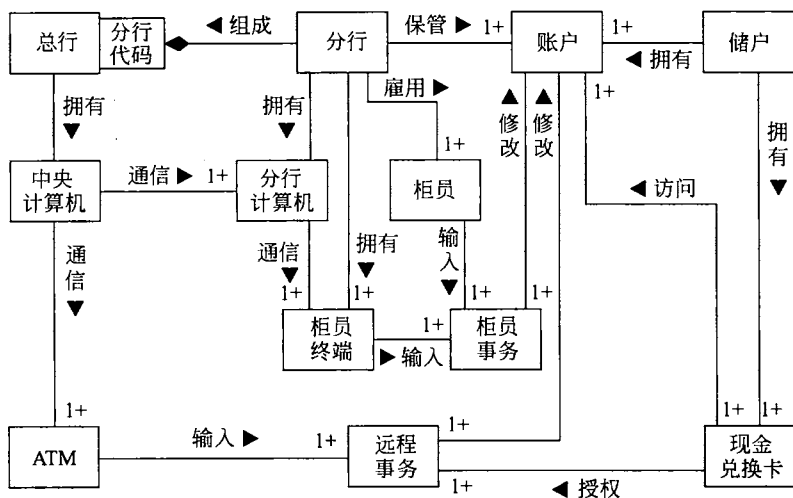 ◀ 组成
保管 ▶
1+
1+
总行
分行
代码
分行
账户
储户
◀ 拥有
雇用 ▶
1+
拥有
▼
拥有
▼
▲
修改
▲
修改
拥有
▼
1+
中央
计算机
通信 ▶
1+
分行
计算机
柜员
◀ 访问
通信
▼
通信
▼
拥有
▼
输入
▼
1+
1+
1+
1+
柜员
终端
1+
▶ 输入
柜员
事务
1+
1+
1+
ATM
输入 ▶
1+
远程
事务
1+
1+
◀ 授权
现金
兑换卡